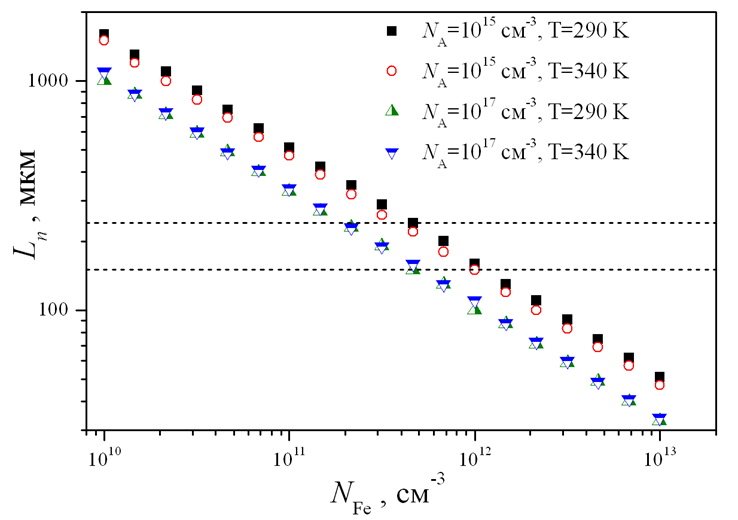 N_A=10^15 см^-3, T=290 K
N_A=10^15 см^-3, T=340 K
N_A=10^17 см^-3, T=290 K
N_A=10^17 см^-3, T=340 K
L_n , мкм
1000
100
10^10 10^11 10^12 10^13
N_Fe , см^-3